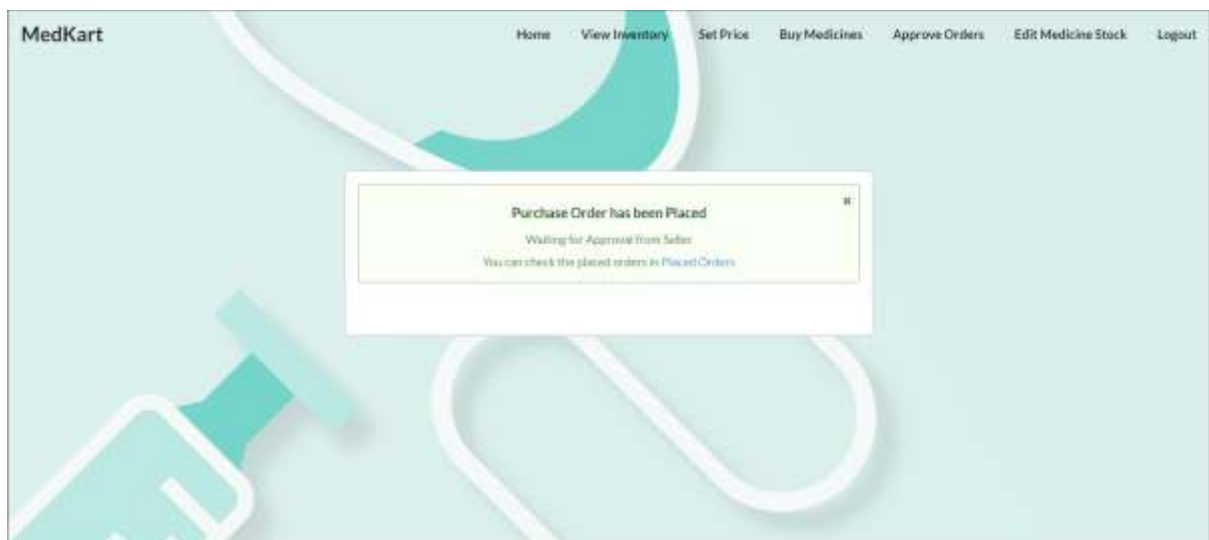 MedKart
Home View Inventory Set Price Buy Medicines Approve Orders Edit Medicine Stock Logout
Purchase Order has been Placed
Waiting for Approval from Seller
You can check the placed orders in Placed Orders